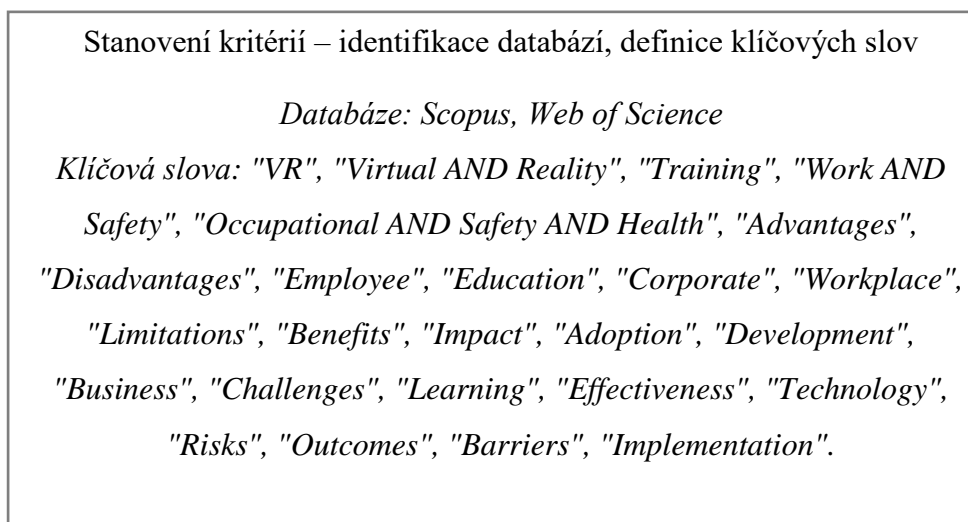 Stanovení kritérií – identifikace databází, definice klíčových slov
Databáze: Scopus, Web of Science
Klíčová slova: "VR", "Virtual AND Reality", "Training", "Work AND
Safety", "Occupational AND Safety AND Health", "Advantages",
"Disadvantages", "Employee", "Education", "Corporate", "Workplace",
"Limitations", "Benefits", "Impact", "Adoption", "Development",
"Business", "Challenges", "Learning", "Effectiveness", "Technology",
"Risks", "Outcomes", "Barriers", "Implementation".